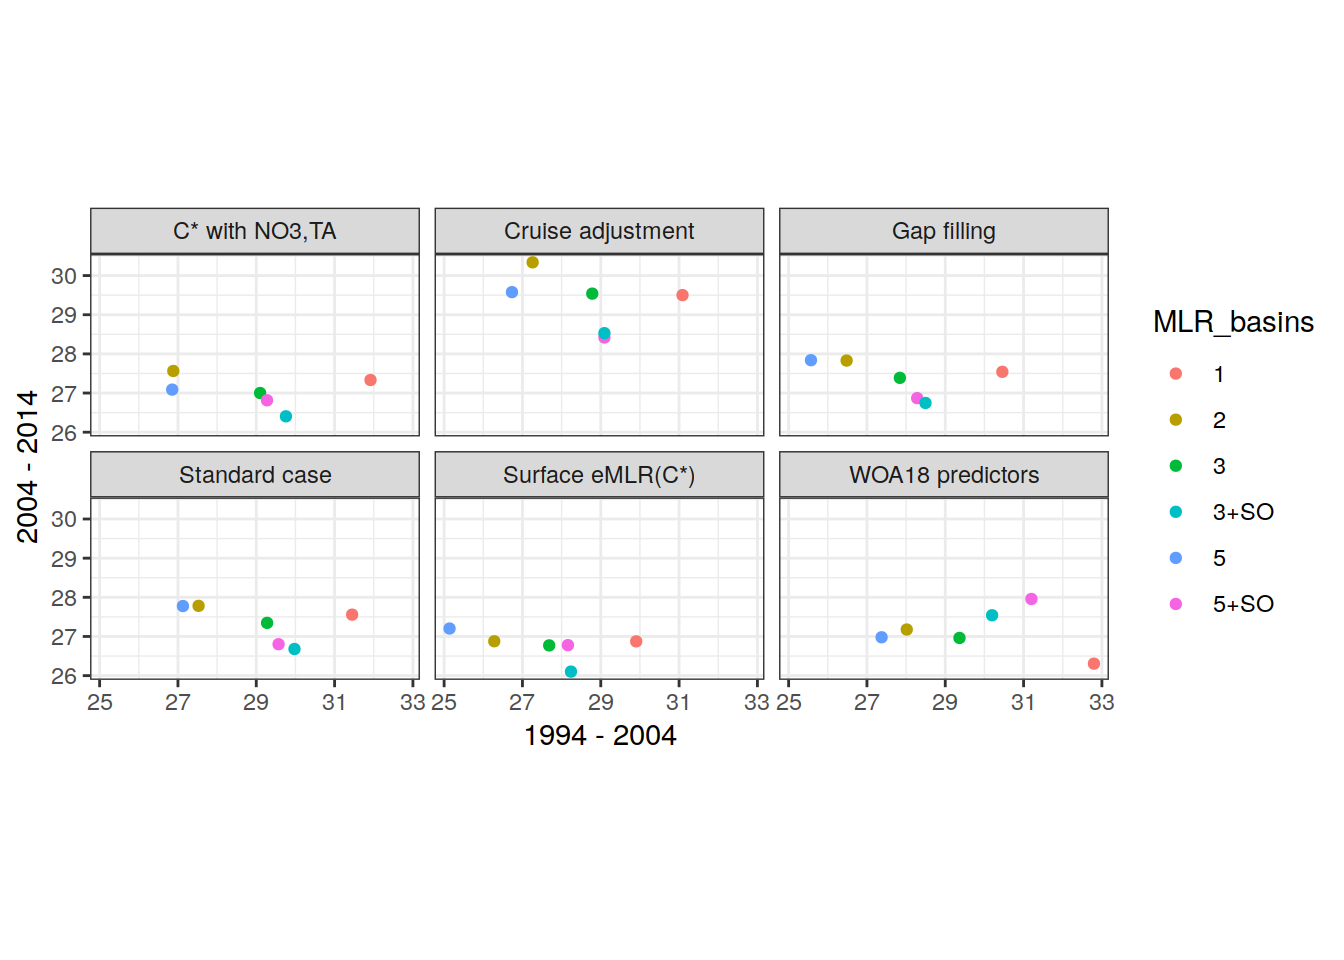 C* with NO3,TA
Cruise adjustment
Gap filling
30
29
28
27
26
Standard case
Surface eMLR(C*)
WOA18 predictors
30
29
28
27
26
25 27 29 31 33
25 27 29 31 33
25 27 29 31 33
1994 - 2004
2004 - 2014
MLR_basins
1
2
3
3+SO
5
5+SO